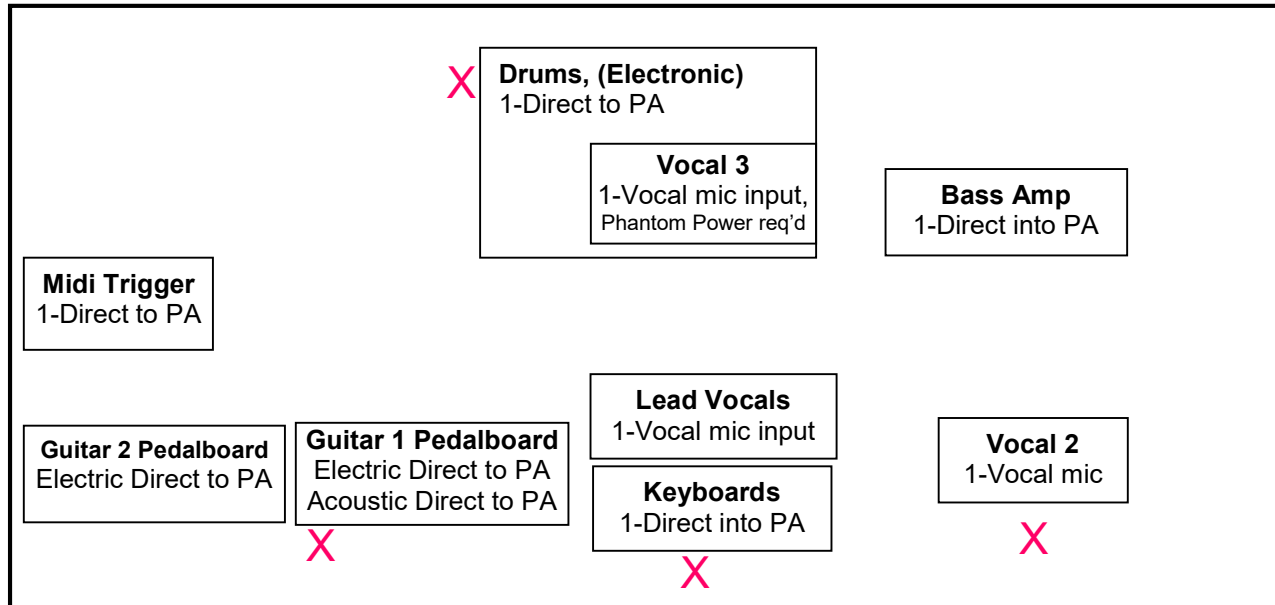 X
Drums, (Electronic)
1-Direct to PA
Vocal 3
1-Vocal mic input,
Phantom Power req'd
Bass Amp
1-Direct into PA
Midi Trigger
1-Direct to PA
Guitar 2 Pedalboard
Electric Direct to PA
Guitar 1 Pedalboard
Electric Direct to PA
Acoustic Direct to PA
X
Lead Vocals
1-Vocal mic input
Keyboards
1-Direct into PA
X
Vocal 2
1-Vocal mic
X